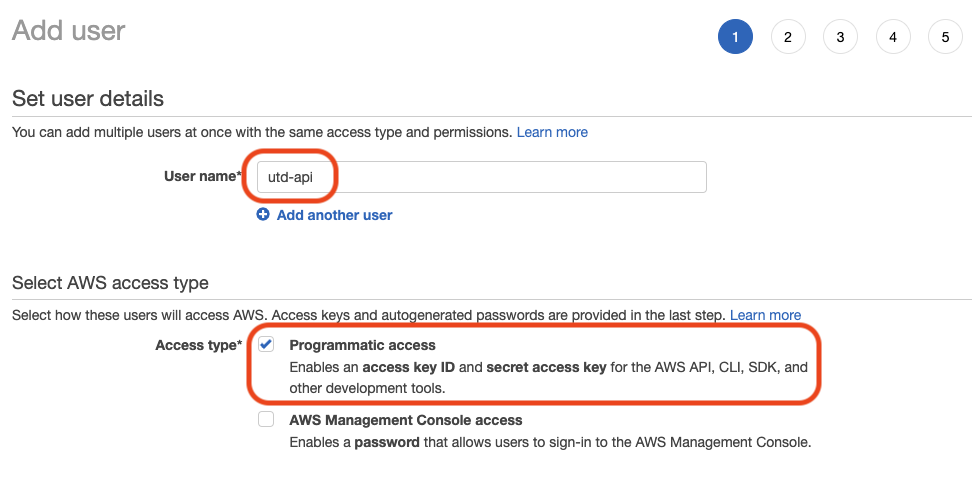 Add user
1 2 3 4 5
Set user details
You can add multiple users at once with the same access type and permissions. Learn more
User name* utd-api
Add another user
Select AWS access type
Select how these users will access AWS. Access keys and autogenerated passwords are provided in the last step. Learn more
Access type* Programmatic access
Enables an access key ID and secret access key for the AWS API, CLI, SDK, and
other development tools.
AWS Management Console access
Enables a password that allows users to sign-in to the AWS Management Console.